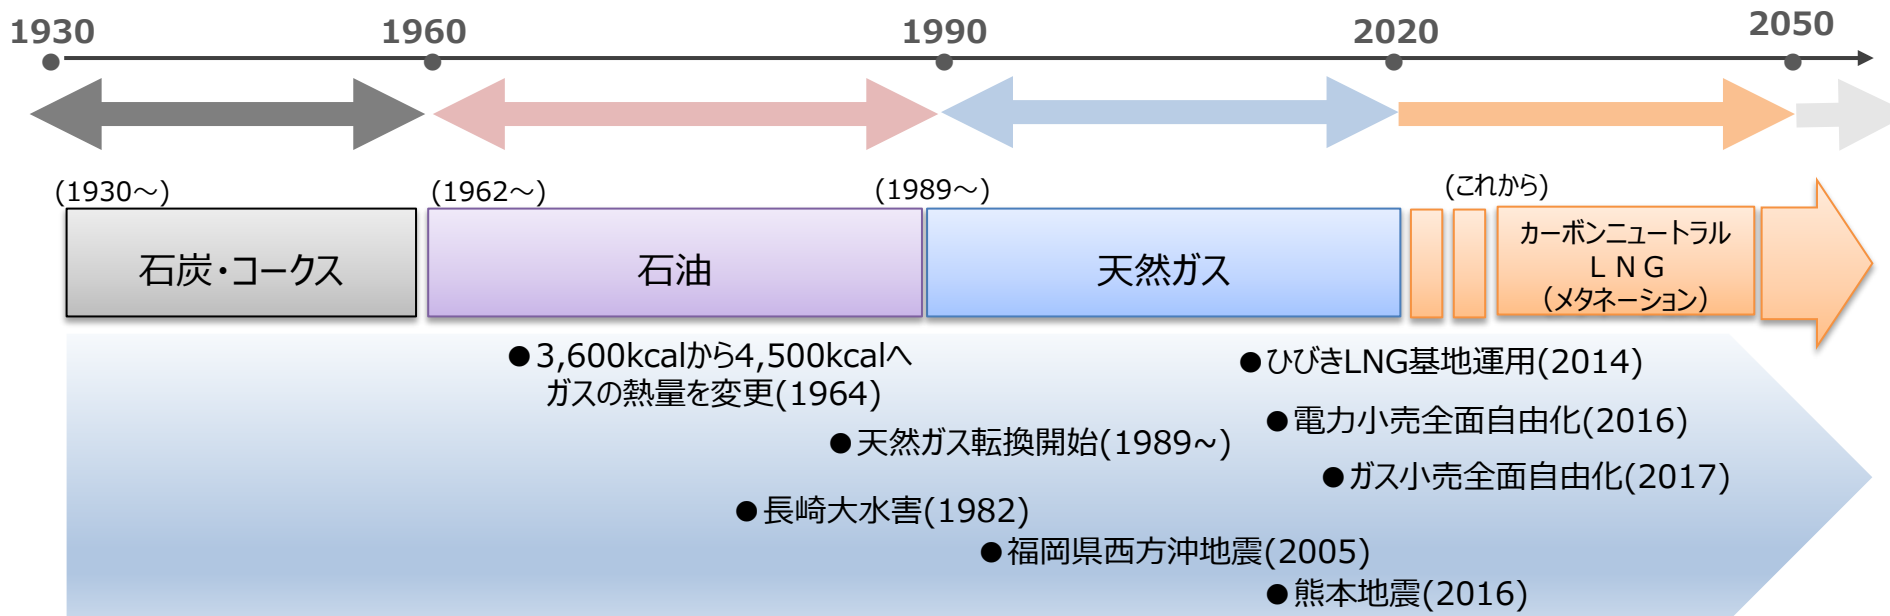 1930
1960
1990
2020
2050
(1930～)
(1962～)
(1989～)
(これから)
石炭・コークス
石油
天然ガス
カーボンニュートラル
ＬＮＧ
（メタネーション）
●3,600kcalから4,500kcalへ
ガスの熱量を変更(1964)
●天然ガス転換開始(1989~)
●長崎大水害(1982)
●福岡県西方沖地震(2005)
●ひびきLNG基地運用(2014)
●電力小売全面自由化(2016)
●ガス小売全面自由化(2017)
●熊本地震(2016)